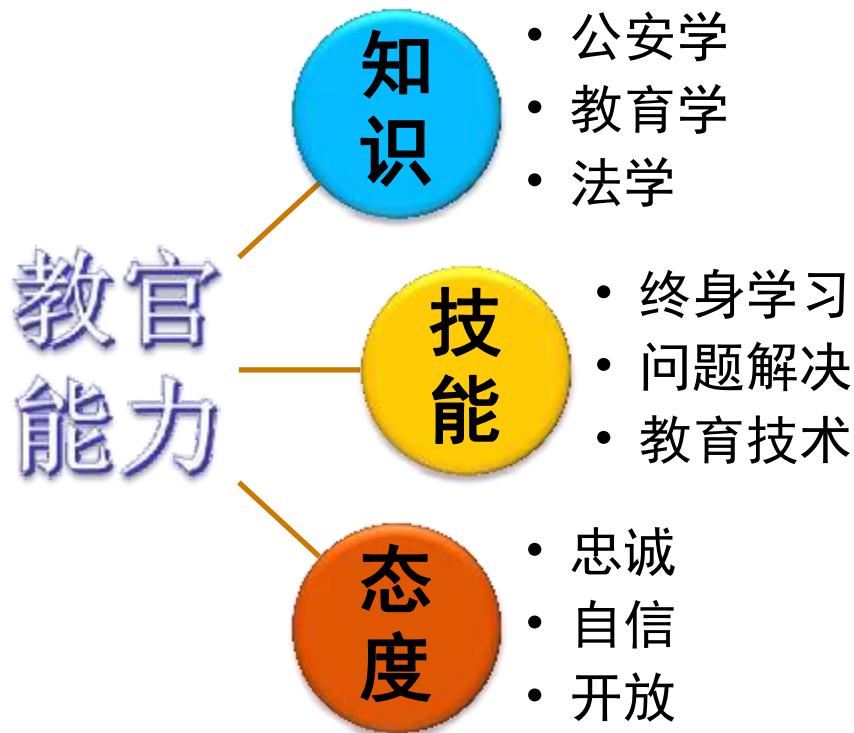 教官
能力
知
识
公安学
教育学
法学
技
能
终身学习
问题解决
教育技术
态
度
忠诚
自信
开放